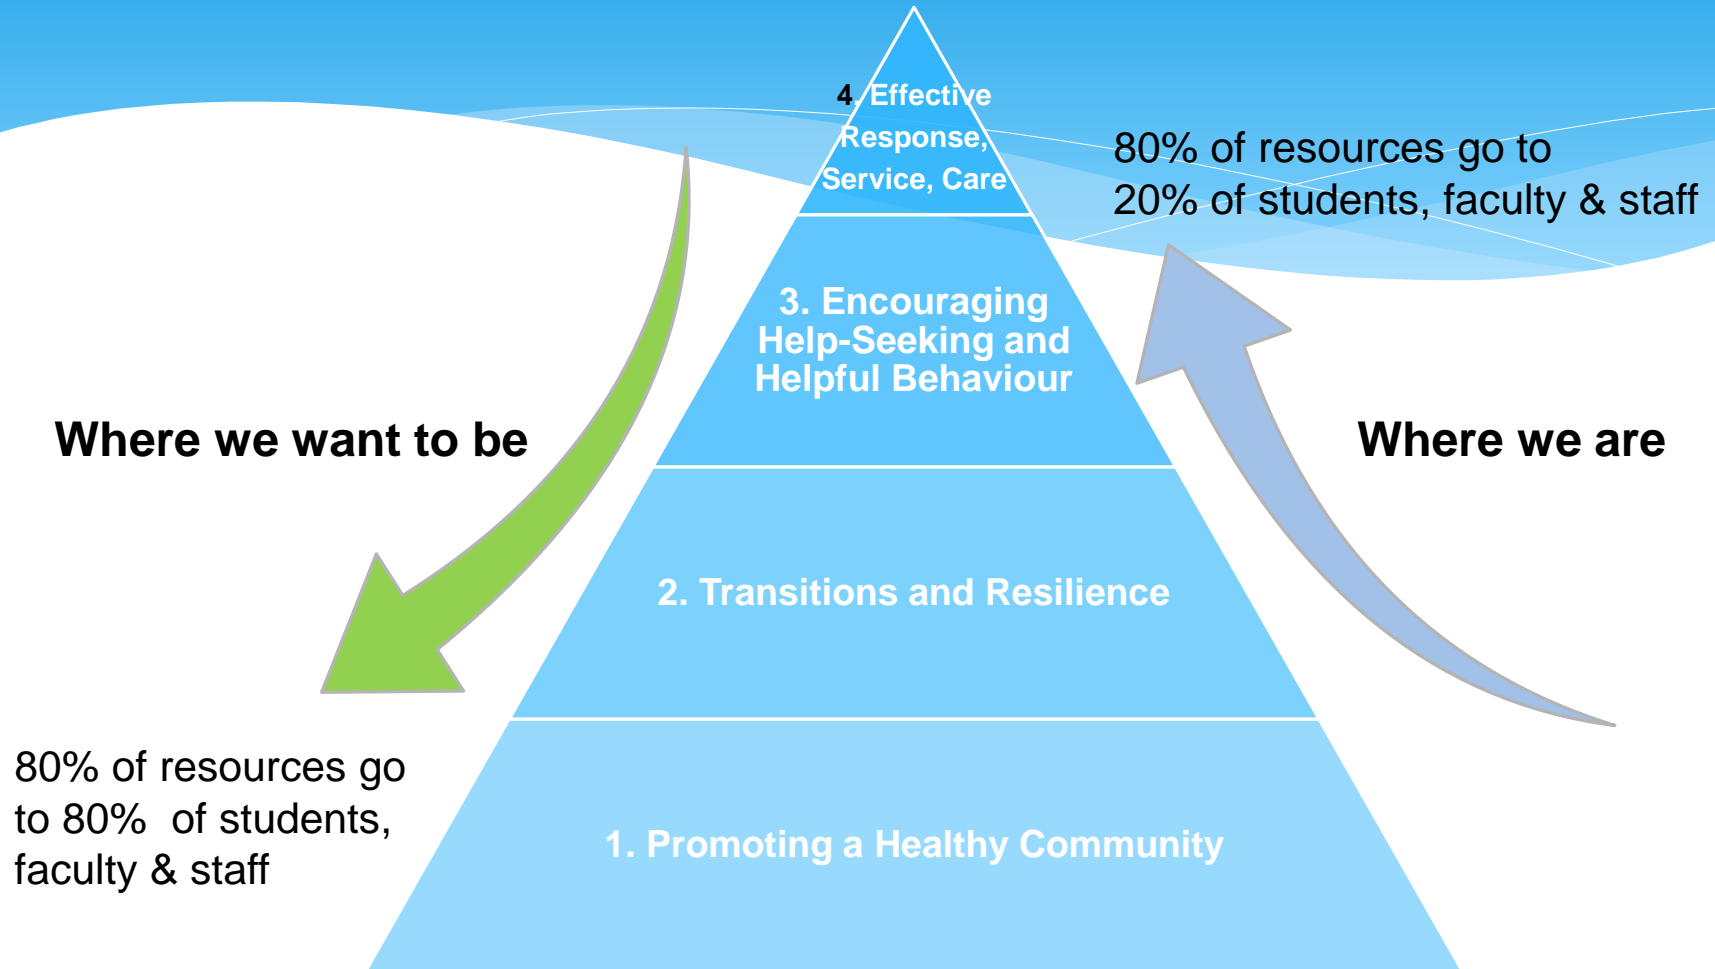 4. Effective
Response,
Service, Care
80% of resources go to
20% of students, faculty & staff
3. Encouraging
Help-Seeking and
Helpful Behaviour
Where we want to be
Where we are
2. Transitions and Resilience
80% of resources go
to 80%  of students,
faculty & staff
1. Promoting a Healthy Community